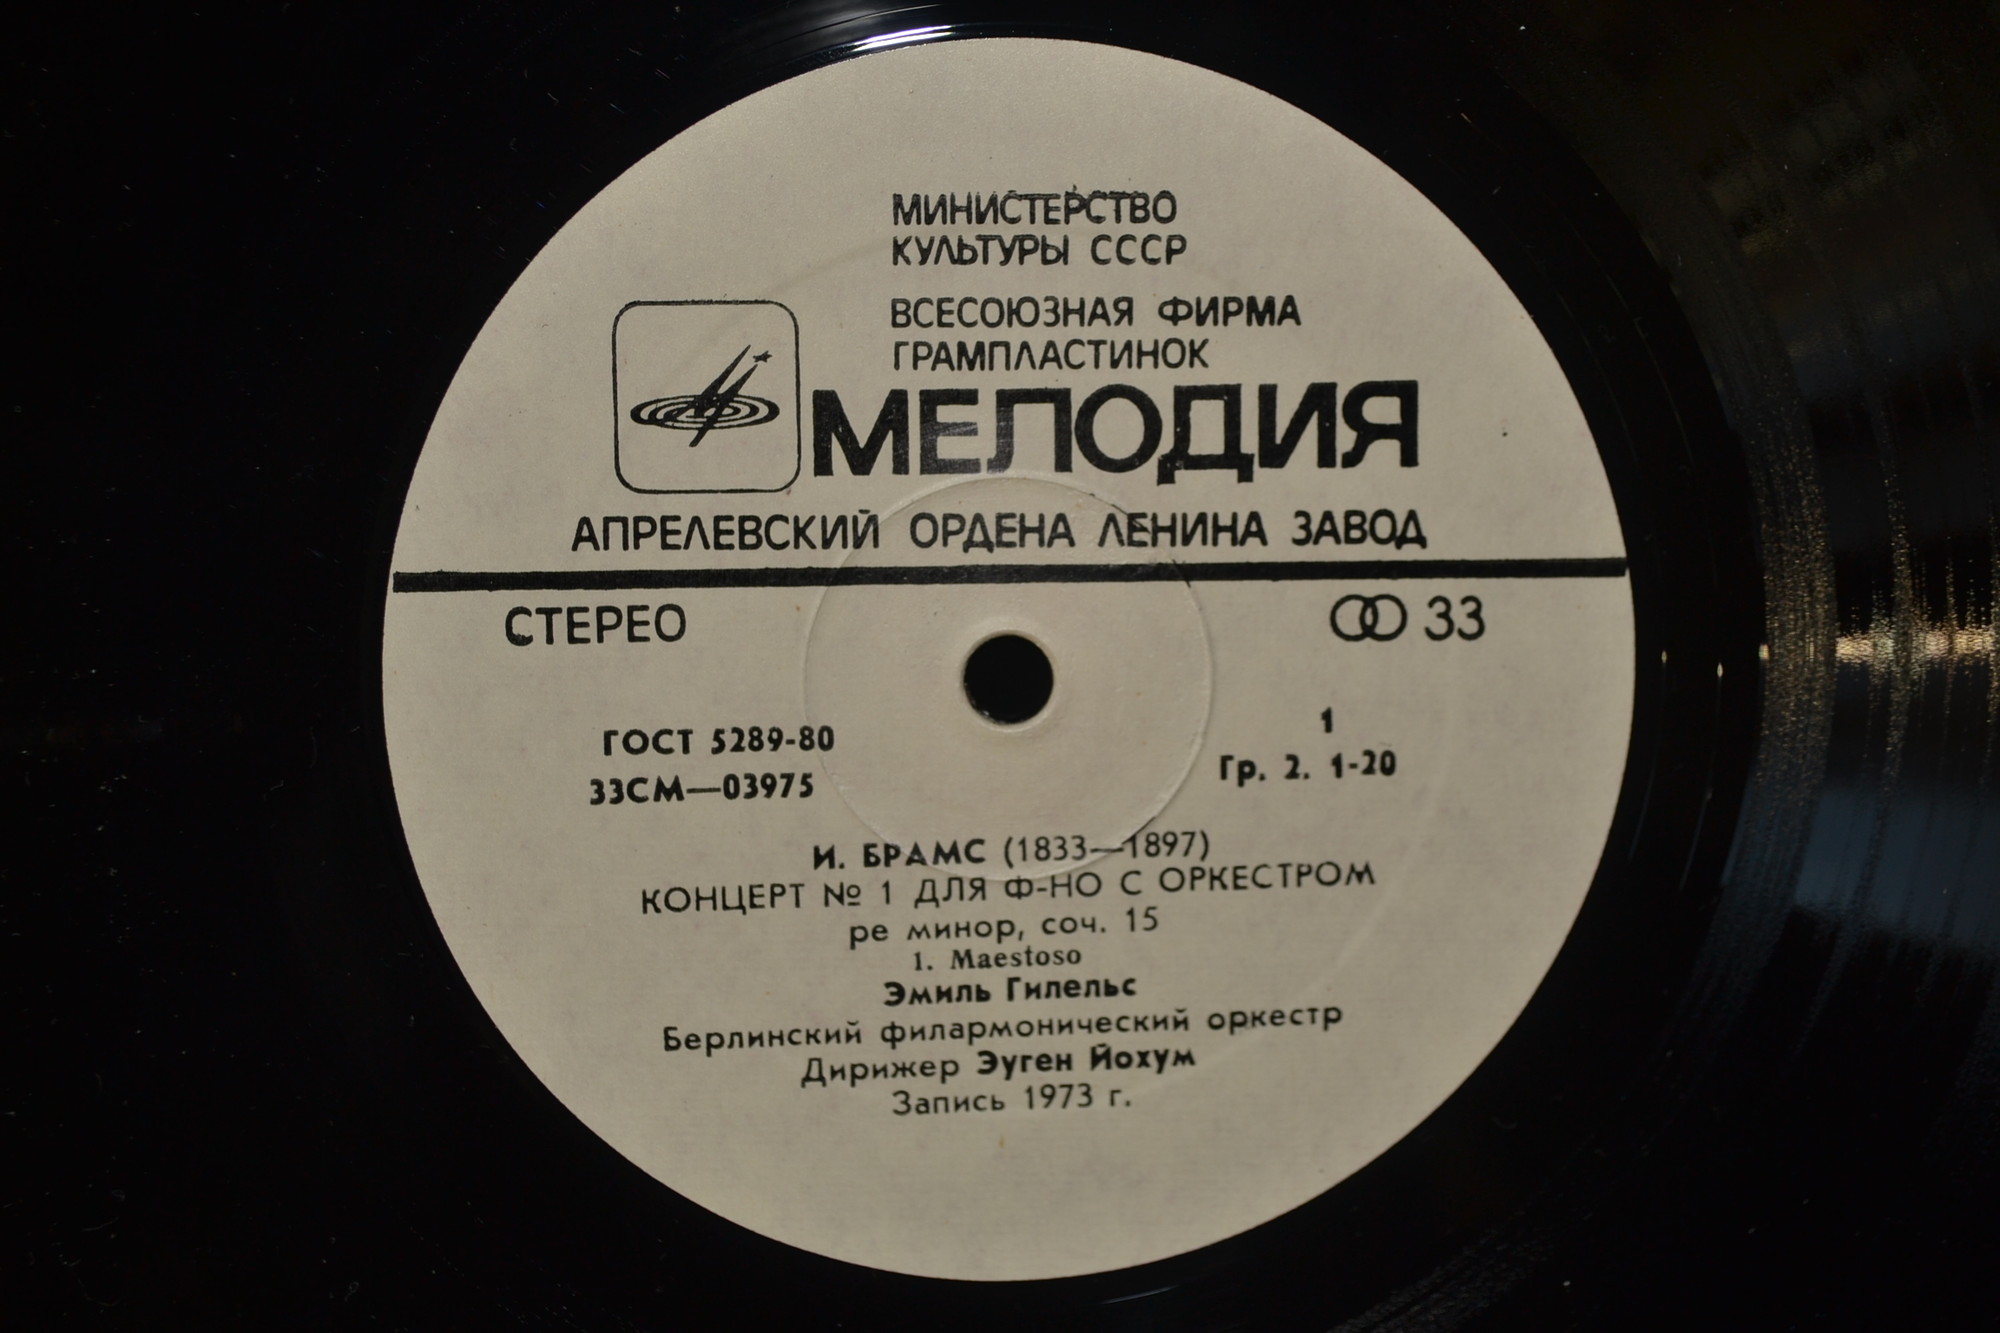 МИНИСТЕРСТВО
КУЛЬТУРЫ СССР
ВСЕСОЮЗНАЯ ФИРМА
ГРАМПЛАСТИНОК
МЕЛОДИЯ
АПРЕЛЕВСКИЙ ОРДЕНА ЛЕНИНА ЗАВОД
СТЕРЕО 33
ГОСТ 5289-80 1
33СМ—03975 Гр. 2. 1-20
И. БРАМС (1833—1897)
КОНЦЕРТ № 1 ДЛЯ Ф-НО С ОРКЕСТРОМ
ре минор, соч. 15
1. Maestoso
Эмиль Гилельс
Берлинский филармонический оркестр
Дирижер Эуген Йохум
Запись 1973 г.